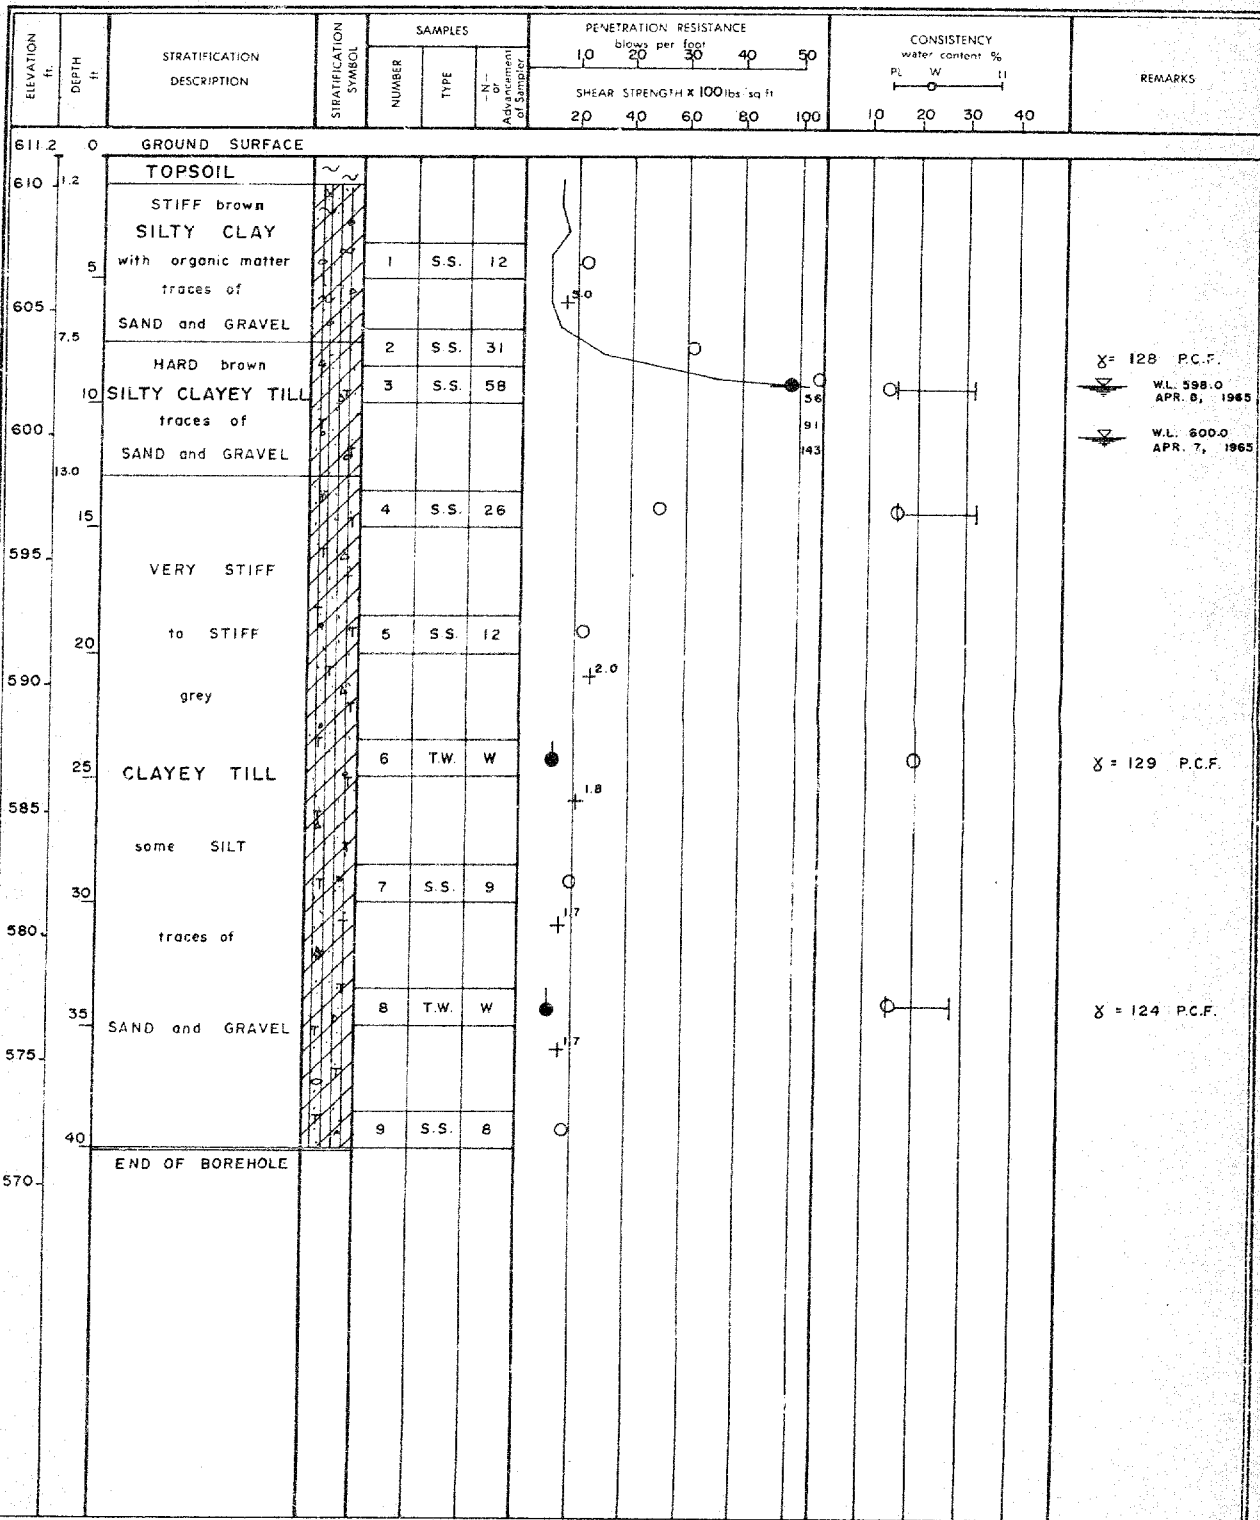 ELEVATION ft.
DEPTH ft
STRATIFICATION DESCRIPTION
STRATIFICATION SYMBOL
SAMPLES
NUMBER
TYPE
-N- or Advancement of Sampler
PENETRATION RESISTANCE
blows per foot
10 20 30 40 50
SHEAR STRENGTH x 100 lbs/sq ft
20 40 60 80 100
CONSISTENCY
water content %
PL W
10 20 30 40
REMARKS
611.2 0 GROUND SURFACE
TOPSOIL
610 1.2
STIFF brown
SILTY CLAY
with organic matter
5
1 S.S. 12
traces of
3.0
605
SAND and GRAVEL
7.5
2 S.S. 31
HARD brown
γ= 128 P.C.F.
SILTY CLAYEY TILL
10
3 S.S. 58
56
W.L. 598.0
APR. 8, 1965
traces of
91
600
W.L. 600.0
APR. 7, 1965
SAND and GRAVEL
143
13.0
4 S.S. 26
15
595
VERY STIFF
to STIFF
5 S.S. 12
20
2.0
590
grey
6 T.W. W
γ = 129 P.C.F.
25
CLAYEY TILL
1.8
585
some SILT
7 S.S. 9
30
1.7
580
traces of
8 T.W. W
γ = 124 P.C.F.
35
SAND and GRAVEL
1.7
575
9 S.S. 8
40
END OF BOREHOLE
570